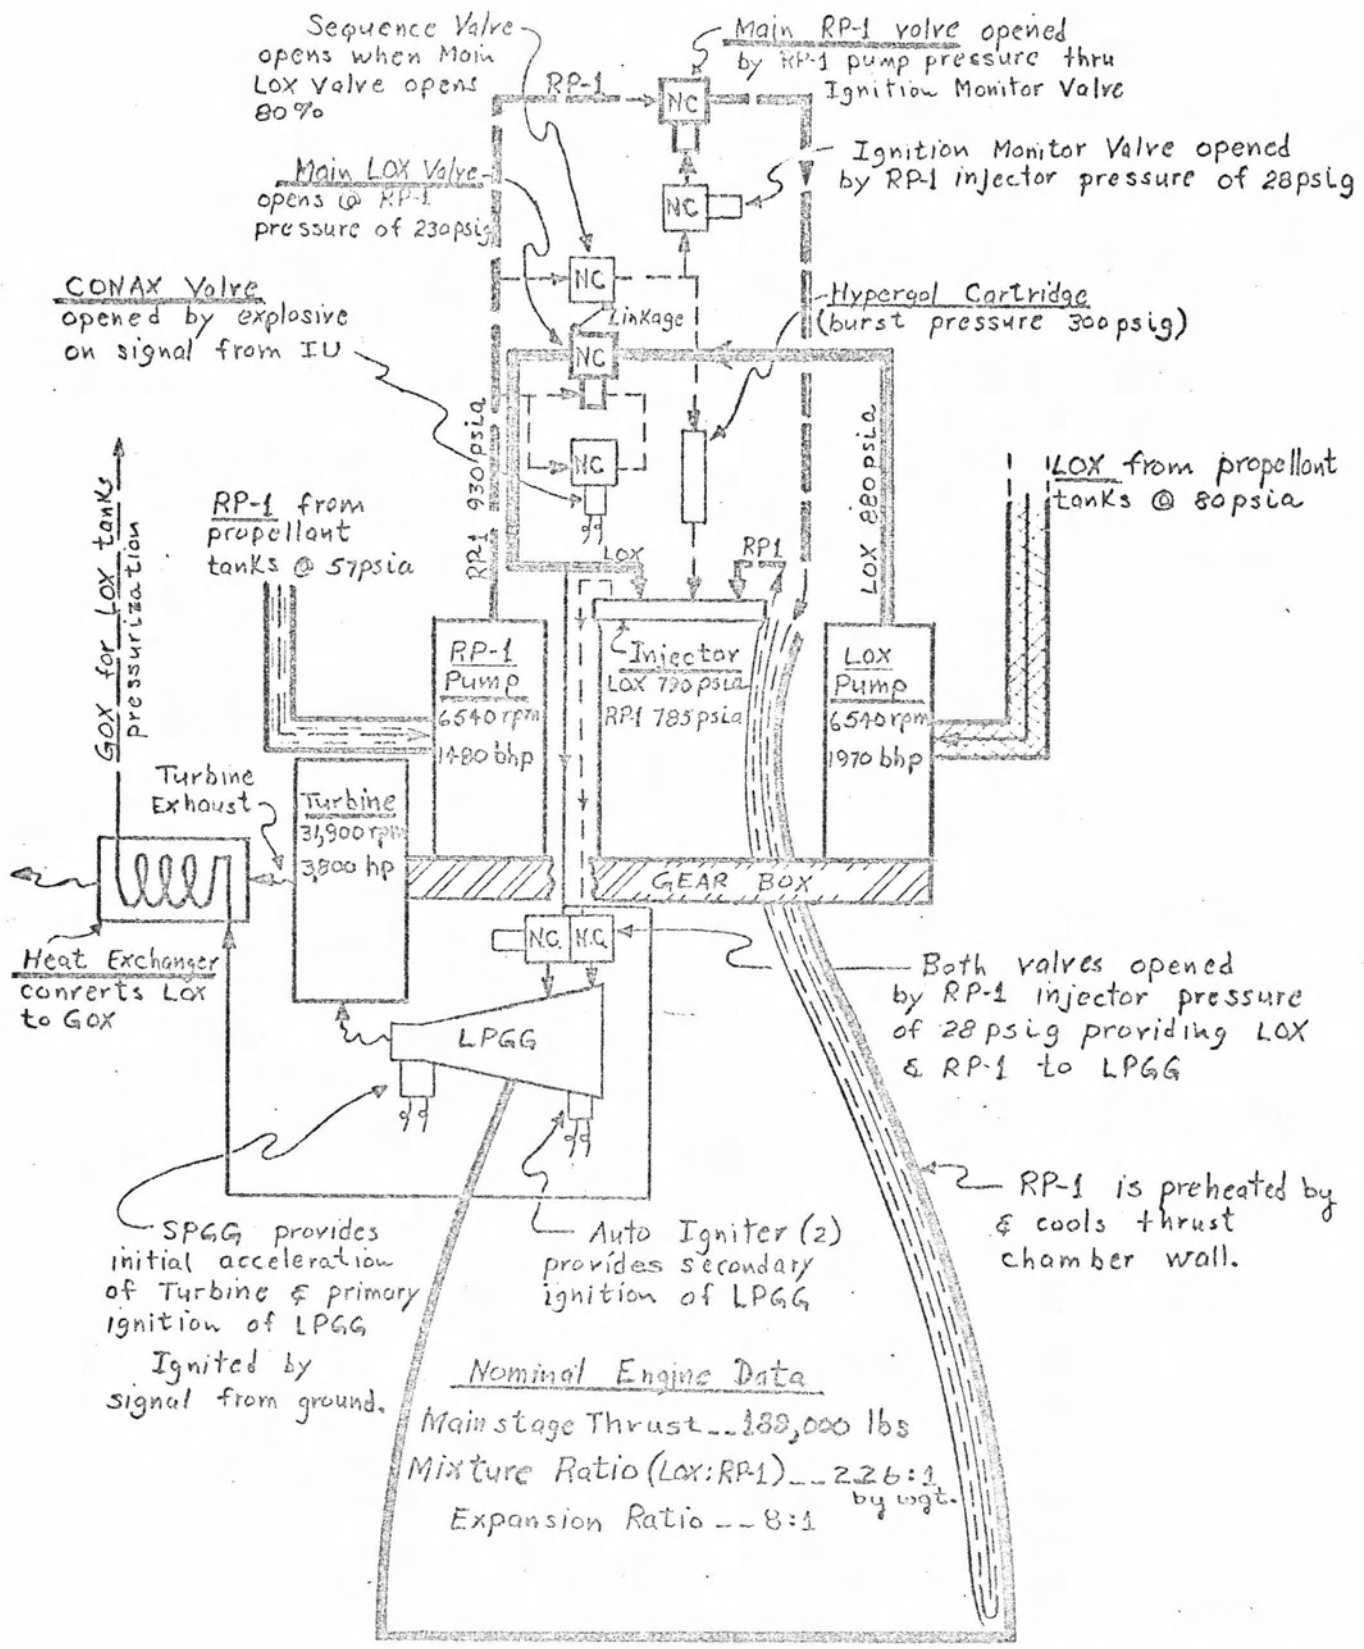 Sequence Valve
opens when Main
LOX Valve opens
80%
Main RP-1 valve opened
by RP-1 pump pressure thru
Ignition Monitor Valve
RP-1
NC
Ignition Monitor Valve opened
by RP-1 injector pressure of 28psig
NC
Main LOX Valve
opens @ RP-1
pressure of 230psig
NC
Linkage
CONAX Valve
opened by explosive
on signal from IU
Hypergol Cartridge
(burst pressure 300psig)
NC
NC
RP1 930psia
LOX 880psia
LOX from propellant
tanks @ 80psia
RP-1 from
propellant
tanks @ 57psia
GOX for LOX tanks
pressurization
LOX
RP1
RP-1
Pump
6540 rpm
1480 bhp
Injector
LOX 790 psia
RP-1 785 psia
LOX
Pump
6540 rpm
1970 bhp
Turbine
Exhaust
Turbine
31,900 rpm
3,800 hp
GEAR BOX
N.C. N.C.
Heat Exchanger
converts LOX
to GOX
Both valves opened
by RP-1 injector pressure
of 28 psig providing LOX
& RP-1 to LPGG
LPGG
SPGG provides
initial acceleration
of Turbine & primary
ignition of LPGG
Ignited by
signal from ground.
Auto Igniter (2)
provides secondary
ignition of LPGG
RP-1 is preheated by
& cools thrust
chamber wall.
Nominal Engine Data
Main stage Thrust -- lbs
Mixture Ratio (LOX:RP-1) -- 2.26:1
by wgt.
Expansion Ratio -- 8:1